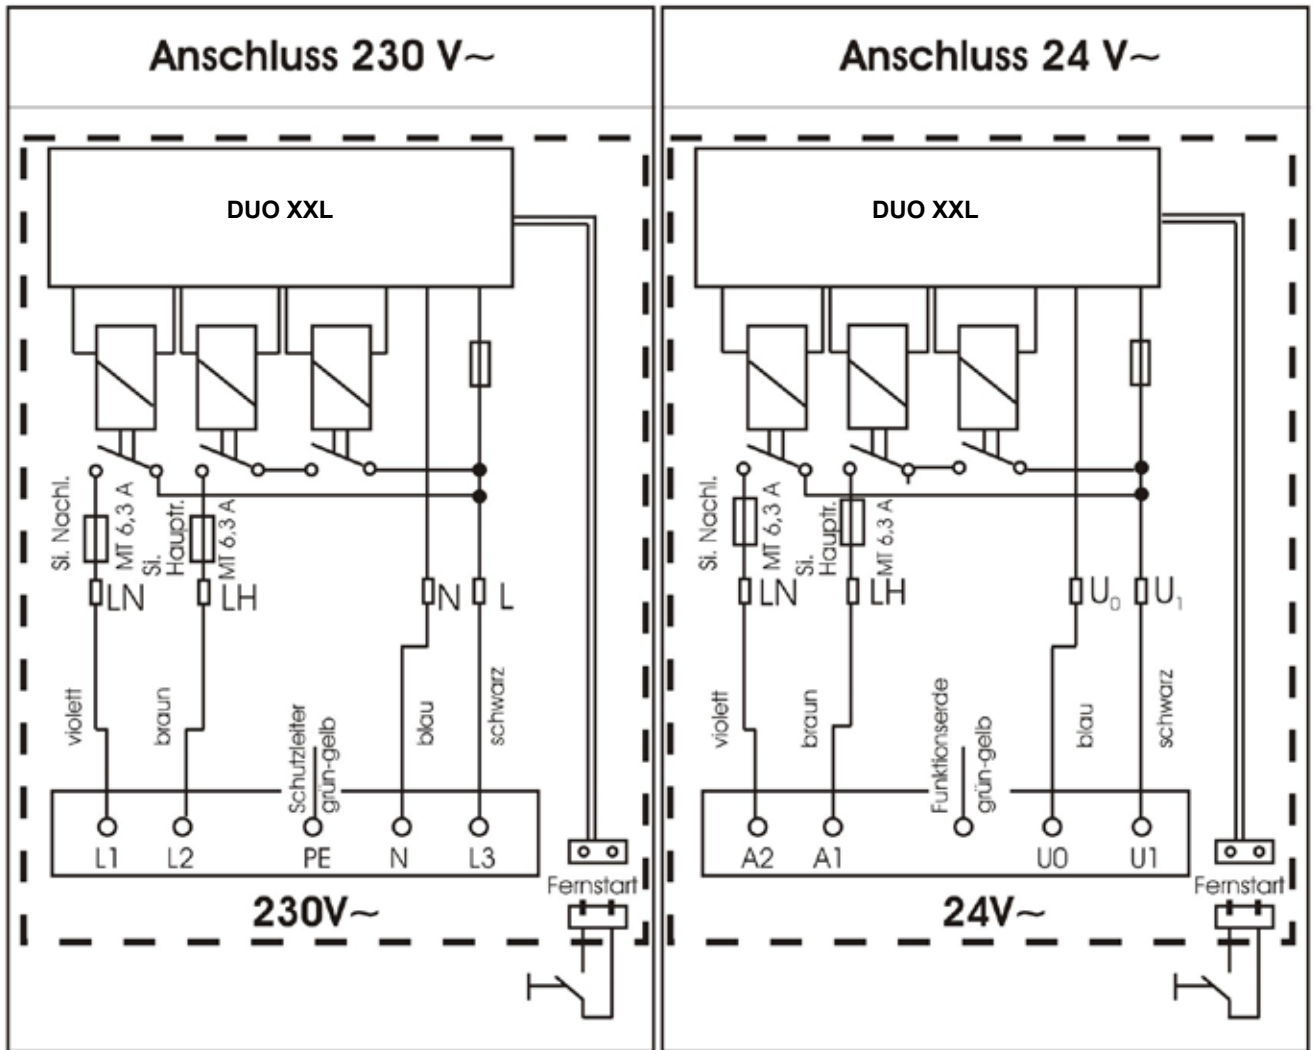 Anschluss 230 V~
DUO XXL
Si. Nachl.
MT 6,3 A
Si.
Hauptr.
MT 6,3 A
LN
LH
N
L
violett
braun
Schutzleiter
grün-gelb
blau
schwarz
L1
L2
PE
N
L3
Fernstart
230V~
Anschluss 24 V~
DUO XXL
Si. Nachl.
MT 6,3 A
Si.
Hauptr.
MT 6,3 A
LN
LH
U₀
U₁
violett
braun
Funktionserde
grün-gelb
blau
schwarz
A2
A1
U0
U1
Fernstart
24V~